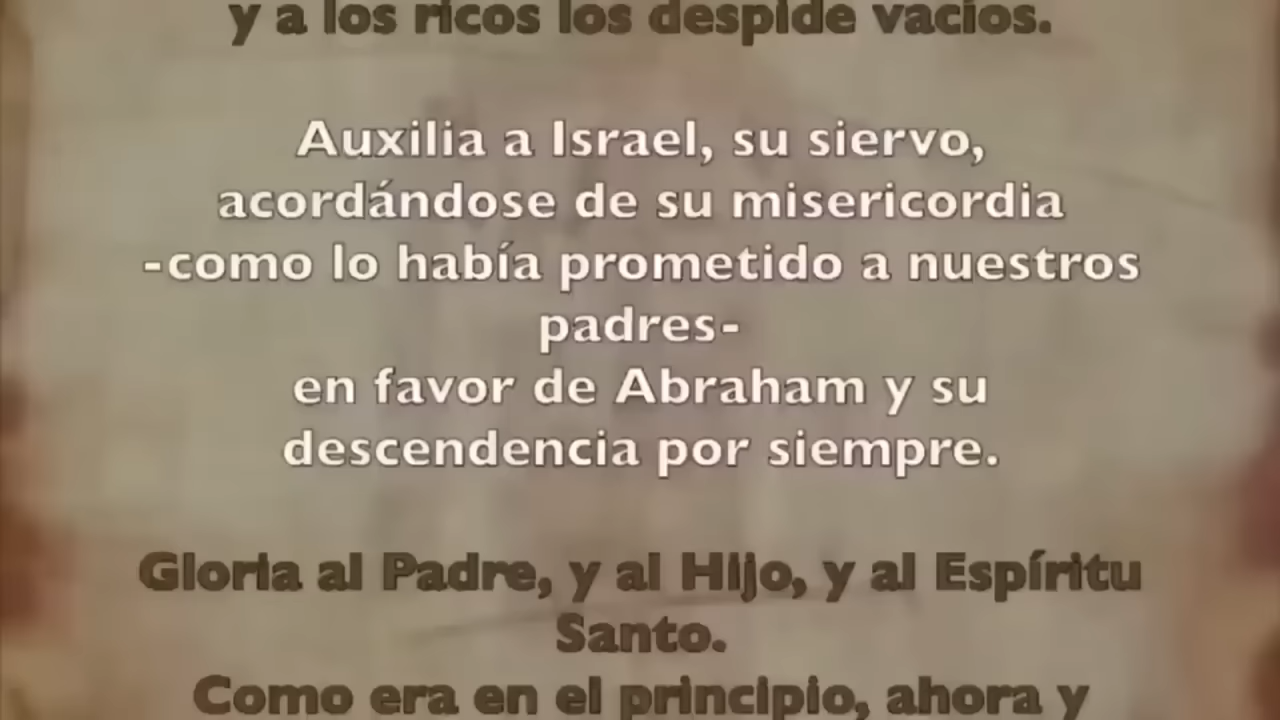 y a los ricos los despide vacíos.
Auxilia a Israel, su siervo,
acordándose de su misericordia
-como lo había prometido a nuestros
padres-
en favor de Abraham y su
descendencia por siempre.
Gloria al Padre, y al Hijo, y al Espíritu
Santo.
Como era en el principio, ahora y